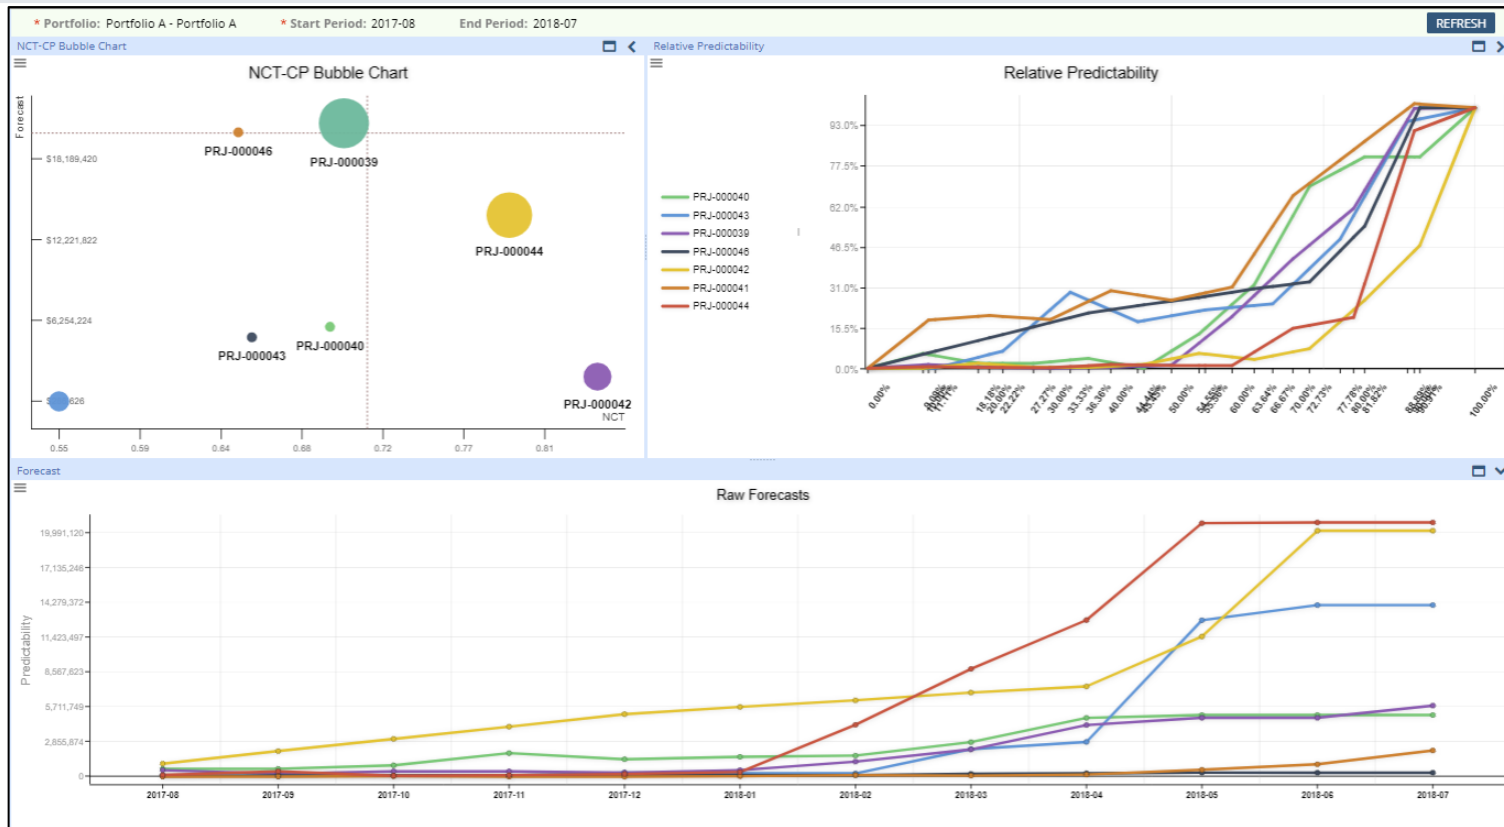 * Portfolio: Portfolio A - Portfolio A * Start Period: 2017-08 End Period: 2018-07 REFRESH
NCT-CP Bubble Chart
NCT-CP Bubble Chart
Forecast
$18,189,420
$12,221,822
$6,254,224
626
PRJ-000046
PRJ-000039
PRJ-000044
PRJ-000043
PRJ-000040
PRJ-000042
NCT
0.55 0.59 0.64 0.68 0.72 0.77 0.81
Relative Predictability
Relative Predictability
PRJ-000040
PRJ-000043
PRJ-000039
PRJ-000046
PRJ-000042
PRJ-000041
PRJ-000044
93.0%
77.5%
62.0%
46.5%
31.0%
15.5%
0.0%
0.00% 11.11% 18.18% 20.00% 22.22% 27.27% 30.00% 33.33% 36.36% 40.00% 50.00% 60.00% 63.64% 66.67% 70.00% 72.73% 77.78% 80.00% 81.82% 100.00%
Forecast
Raw Forecasts
Predictability
19,991,120
17,135,246
14,279,372
11,423,497
8,567,623
5,711,749
2,855,874
0
2017-08 2017-09 2017-10 2017-11 2017-12 2018-01 2018-02 2018-03 2018-04 2018-05 2018-06 2018-07